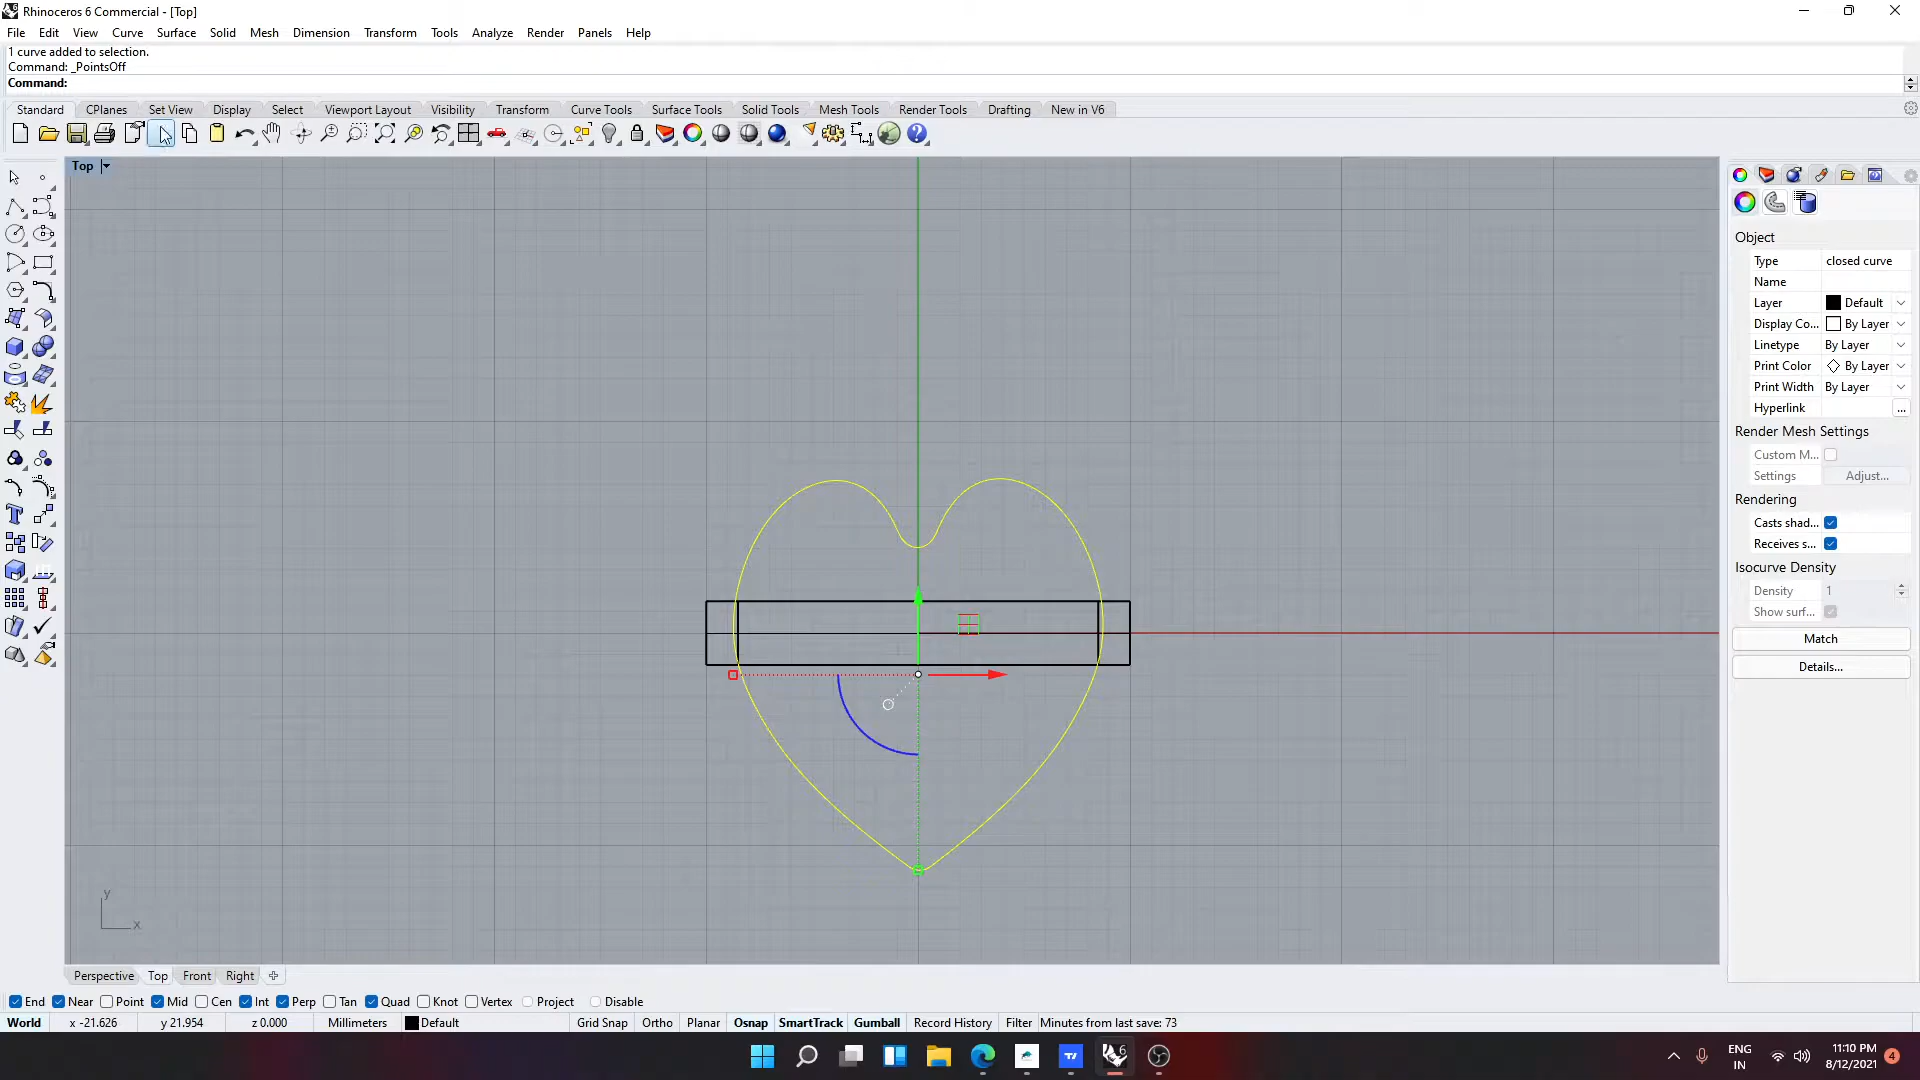 Rhinoceros 6 Commercial - [Top]
File Edit View Curve Surface Solid Mesh Dimension Transform Tools Analyze Render Panels Help
1 curve added to selection.
Command: _PointsOff
Command:
Standard CPlanes Set View Display Select Viewport Layout Visibility Transform Curve Tools Surface Tools Solid Tools Mesh Tools Render Tools Drafting New in V6
Top
Object
Type closed curve
Name
Layer Default
Display Co... By Layer
Linetype By Layer
Print Color By Layer
Print Width By Layer
Hyperlink ...
Render Mesh Settings
Custom M...
Settings Adjust...
Rendering
Casts shad...
Receives s...
Isocurve Density
Density 1
Show surf...
Match
Details...
y
x
Perspective Top Front Right
End Near Point Mid Cen Int Perp Tan Quad Knot Vertex Project Disable
World x -21.626 y 21.954 z 0.000 Millimeters Default Grid Snap Ortho Planar Osnap SmartTrack Gumball Record History Filter Minutes from last save: 73
ENG 11:10 PM
IN 8/12/2021 4